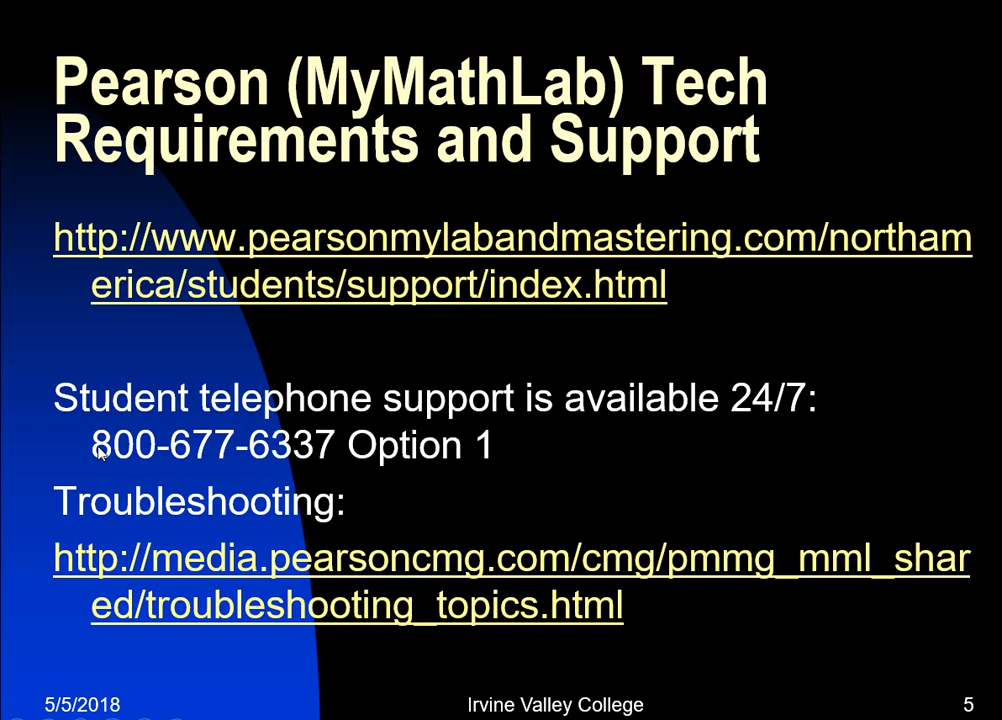 Pearson (MyMathLab) Tech
Requirements and Support
http://www.pearsonmylabandmastering.com/northam
erica/students/support/index.html
Student telephone support is available 24/7:
800-677-6337 Option 1
Troubleshooting:
http://media.pearsoncmg.com/cmg/pmmg_mml_shar
ed/troubleshooting_topics.html
5/5/2018 Irvine Valley College 5